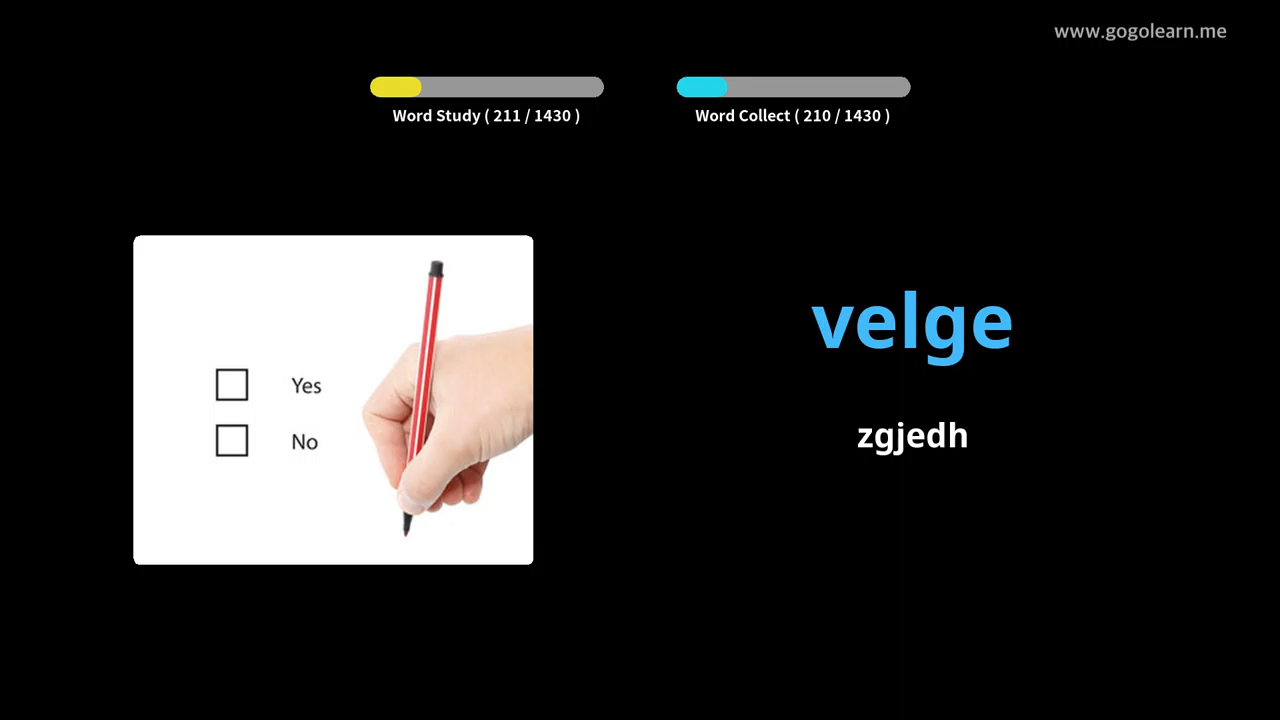 www.gogolearn.me
Word Study ( 211 / 1430 )
Word Collect ( 210 / 1430 )
Yes
No
velge
zgjedh